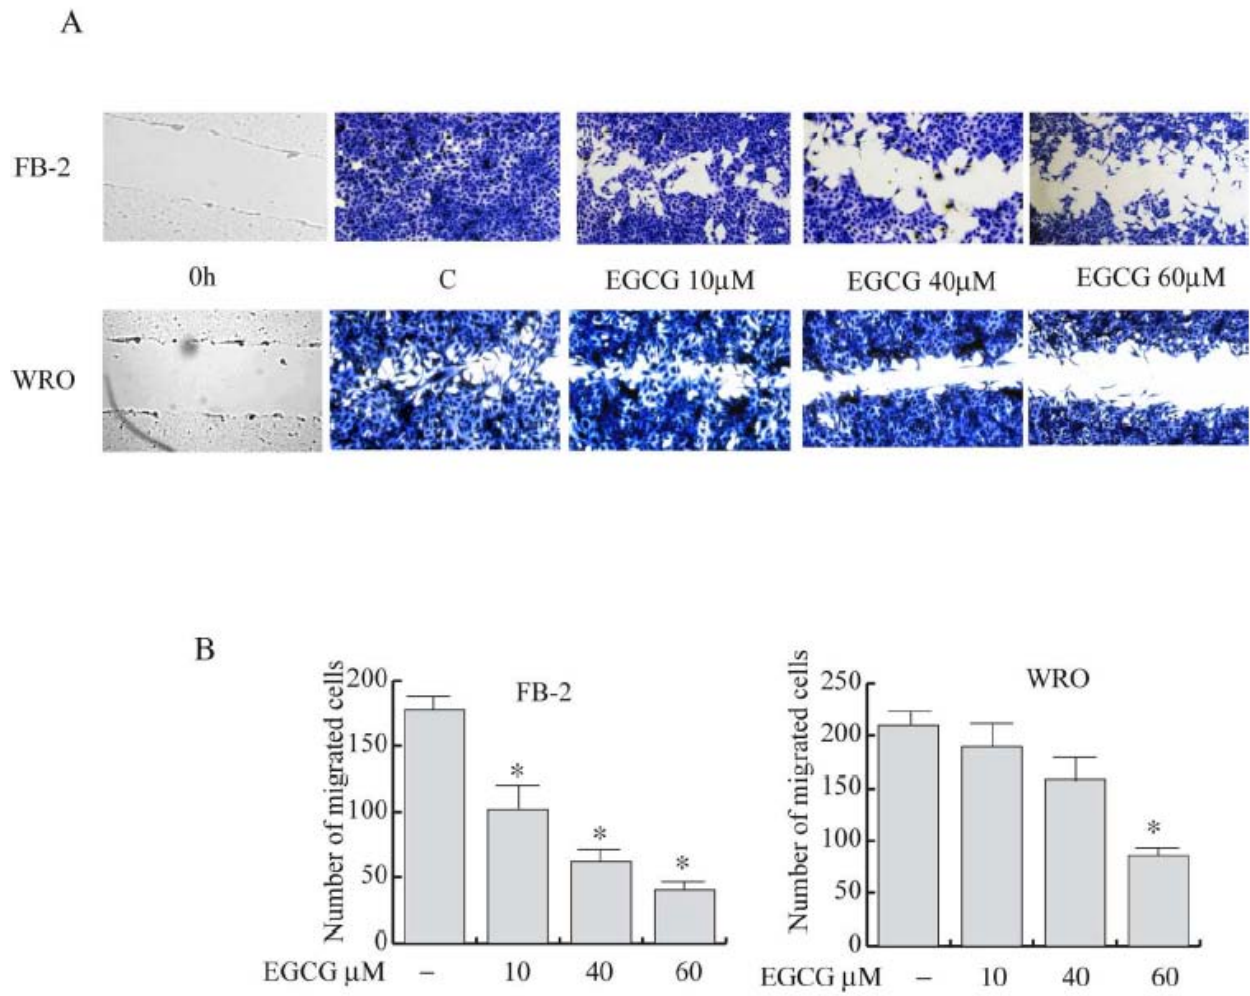 A
FB-2
0h
C
EGCG 10µM
EGCG 40µM
EGCG 60µM
WRO
B
Number of migrated cells
200
150
100
50
0
FB-2
*
*
*
EGCG µM
–
10
40
60
Number of migrated cells
250
200
150
100
50
0
WRO
*
EGCG µM
–
10
40
60